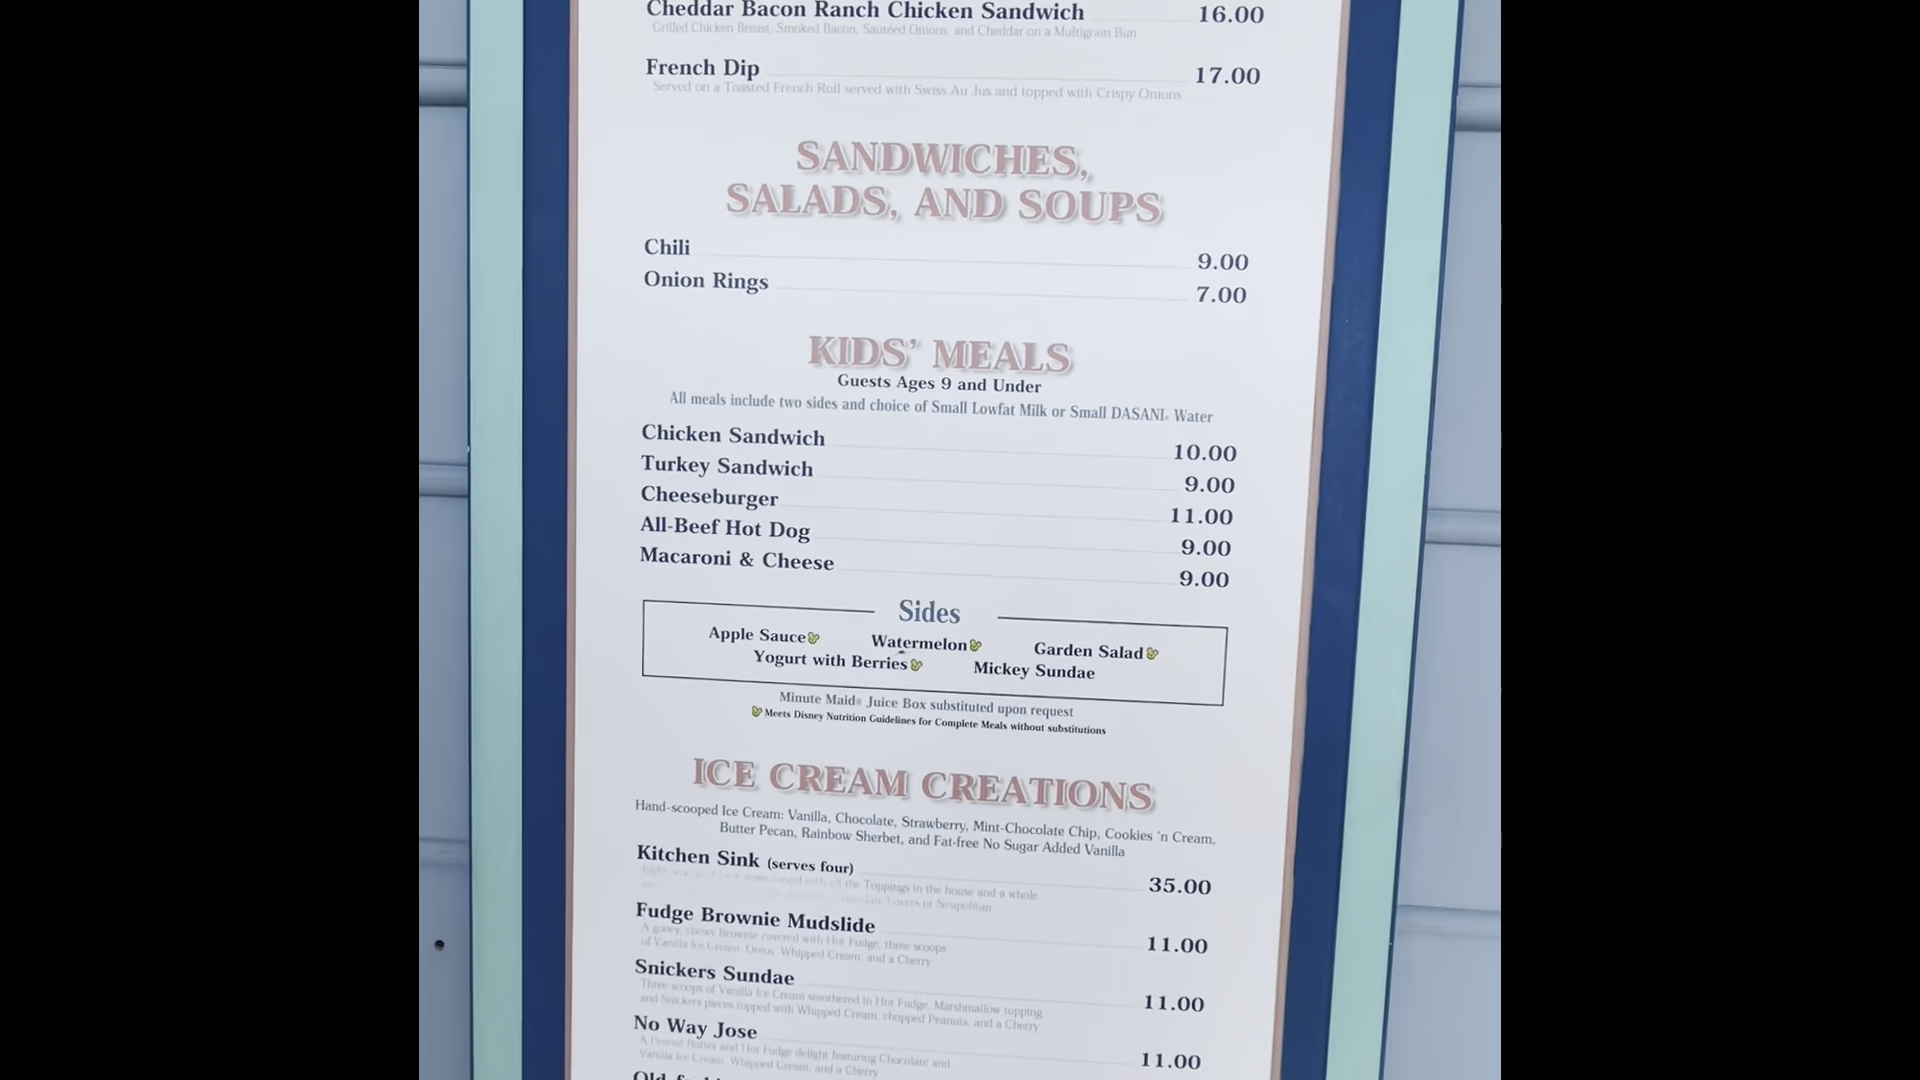 Cheddar Bacon Ranch Chicken Sandwich 16.00
Grilled Chicken Breast, Smoked Bacon, Sautéed Onions, and Cheddar on a Multigrain Bun
French Dip 17.00
Served on a Toasted French Roll served with Swiss Au Jus and topped with Crispy Onions
SANDWICHES,
SALADS, AND SOUPS
Chili 9.00
Onion Rings 7.00
KIDS' MEALS
Guests Ages 9 and Under
All meals include two sides and choice of Small Lowfat Milk or Small DASANI® Water
Chicken Sandwich 10.00
Turkey Sandwich 9.00
Cheeseburger 11.00
All-Beef Hot Dog 9.00
Macaroni & Cheese 9.00
Sides
Apple Sauce Watermelon Garden Salad
Yogurt with Berries Mickey Sundae
Minute Maid® Juice Box substituted upon request
Meets Disney Nutrition Guidelines for Complete Meals without substitutions
ICE CREAM CREATIONS
Hand-scooped Ice Cream: Vanilla, Chocolate, Strawberry, Mint-Chocolate Chip, Cookies 'n Cream,
Butter Pecan, Rainbow Sherbet, and Fat-free No Sugar Added Vanilla
Kitchen Sink (serves four) 35.00
the Toppings in the house and a whole
Neapolitan
Fudge Brownie Mudslide 11.00
A gooey, chewy Brownie covered with Hot Fudge, three scoops
of Vanilla Ice Cream, Oreos, Whipped Cream, and a Cherry
Snickers Sundae 11.00
Three scoops of Vanilla Ice Cream smothered in Hot Fudge, Marshmallow topping,
and Snickers pieces topped with Whipped Cream, chopped Peanuts, and a Cherry
No Way Jose 11.00
A Peanut Butter and Hot Fudge delight featuring Chocolate and
Vanilla Ice Cream, Whipped Cream, and a Cherry